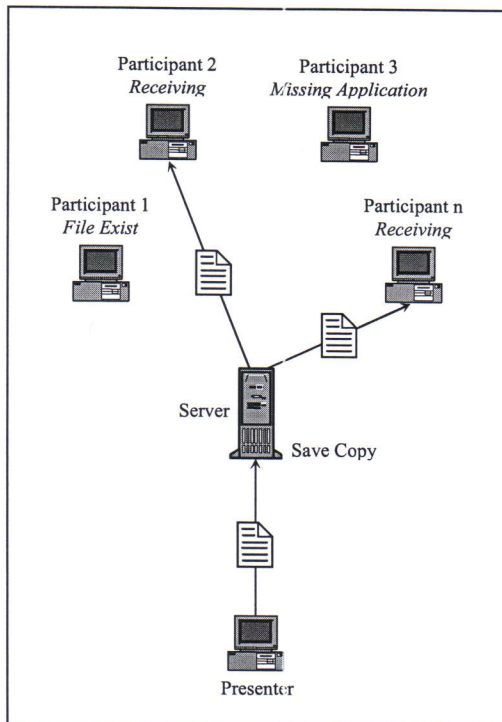 Participant 2
Receiving
Participant 3
Missing Application
Participant 1
File Exist
Participant n
Receiving
Server
Save Copy
Presenter